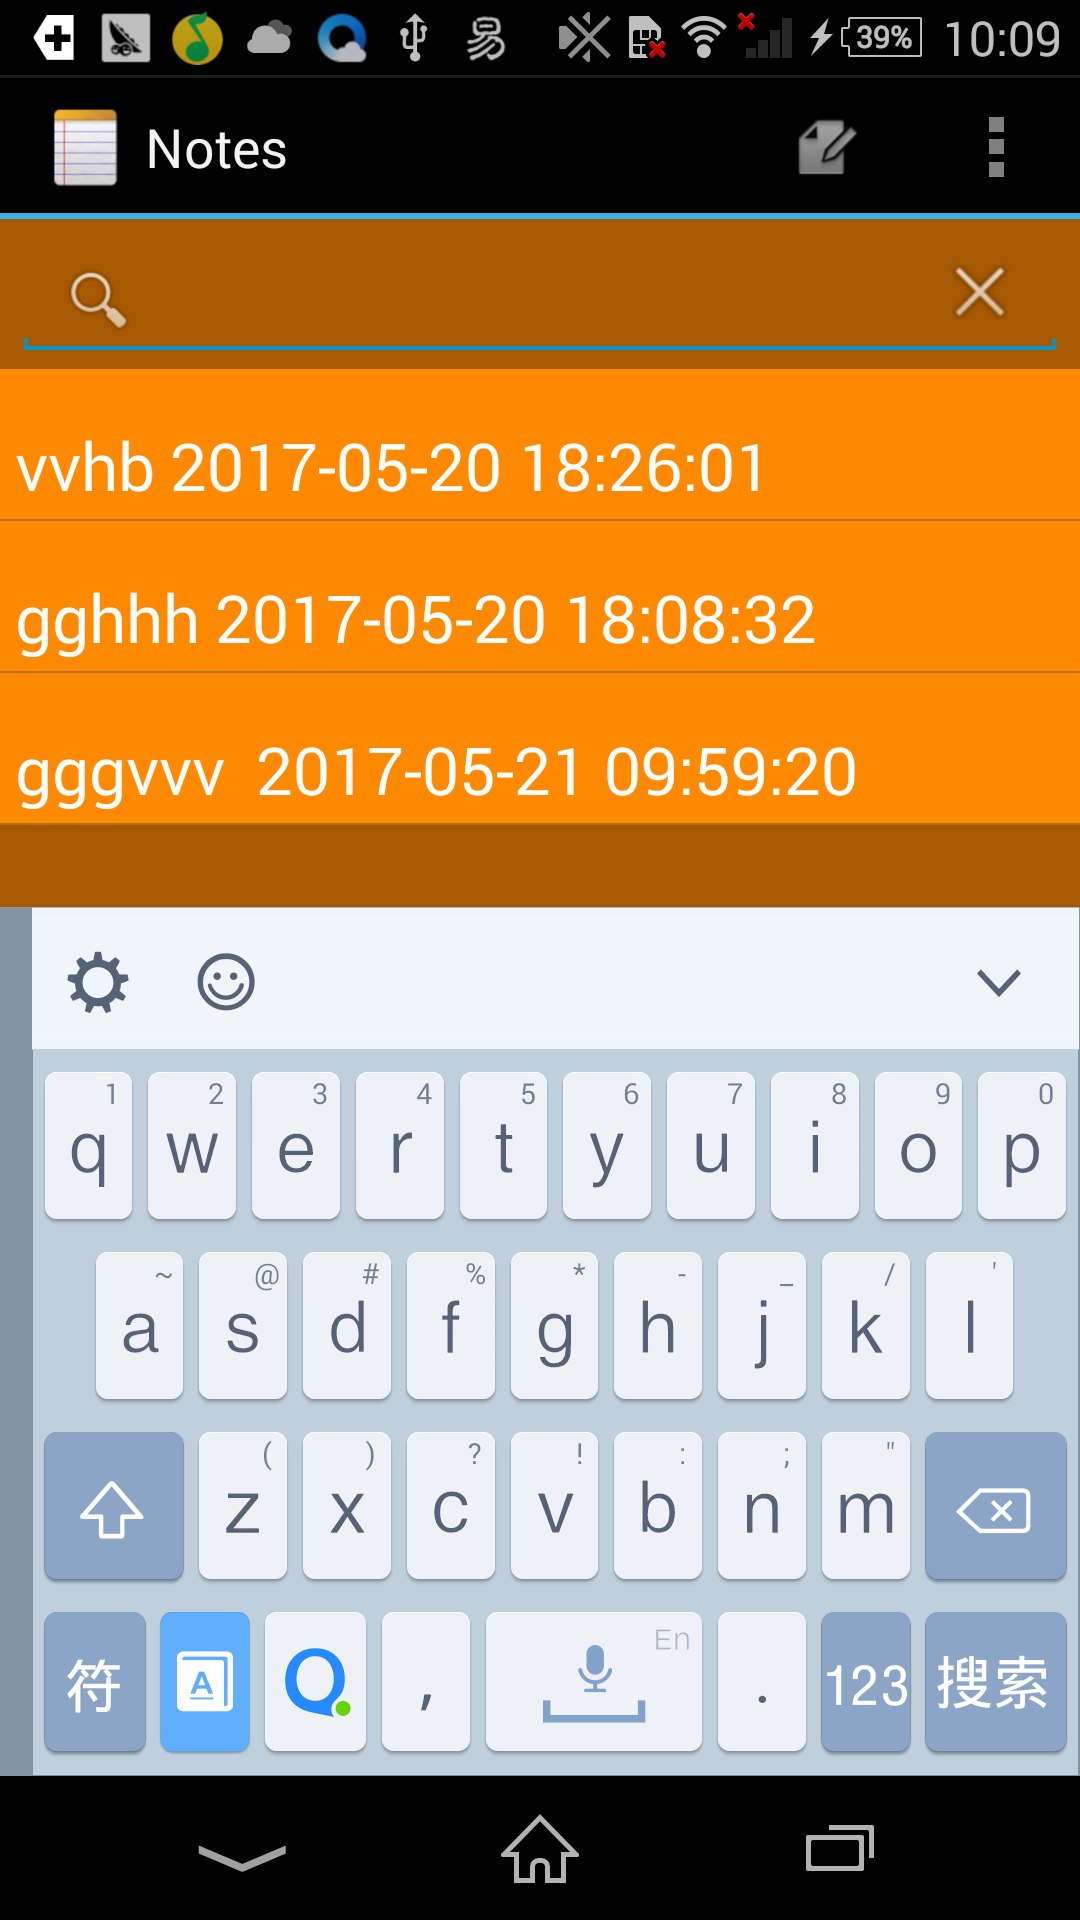 易 39% 10:09
Notes
vvhb 2017-05-20 18:26:01
gghhh 2017-05-20 18:08:32
gggvvv  2017-05-21 09:59:20
1 2 3 4 5 6 7 8 9 0
q w e r t y u i o p
~ @ # % * - _ / '
a s d f g h j k l
( ) ? ! : ; "
z x c v b n m
En
符 A Q , . 123 搜索